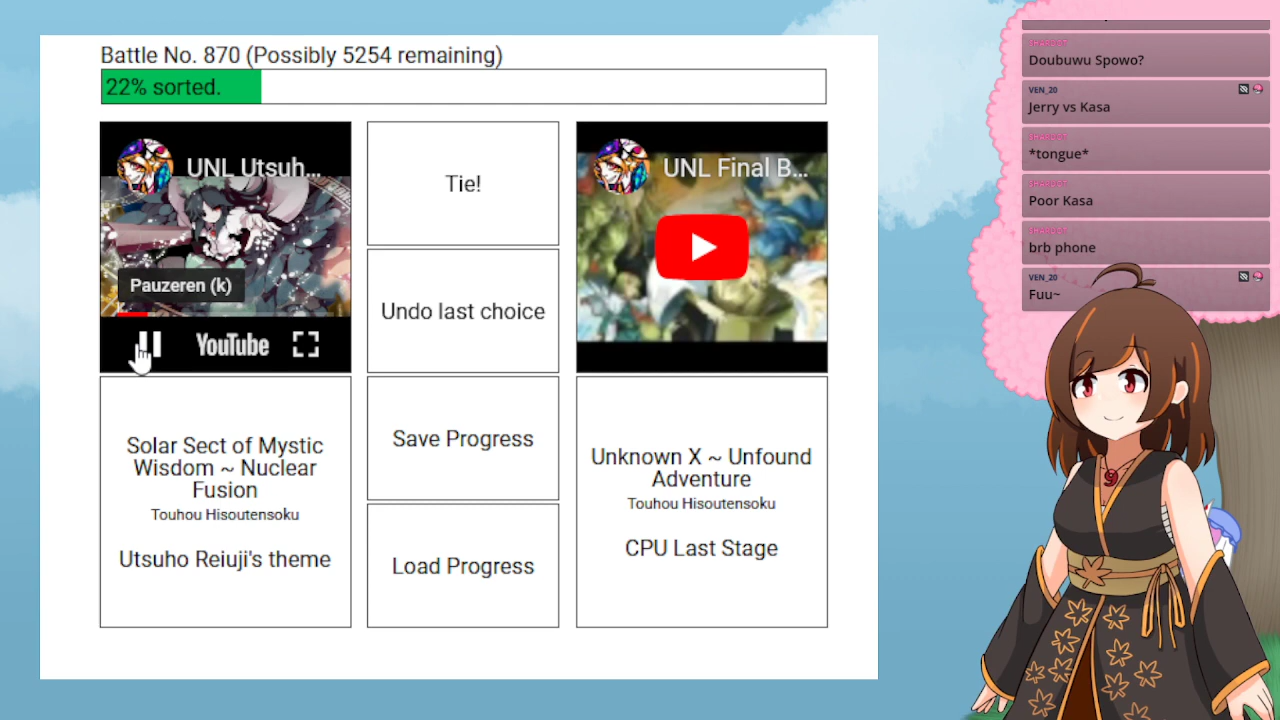 Battle No. 870 (Possibly 5254 remaining)
22% sorted.
UNL Utsuh...
Pauzeren (k)
YouTube
Solar Sect of Mystic
Wisdom ~ Nuclear
Fusion
Touhou Hisoutensoku
Utsuho Reiuji's theme
Tie!
Undo last choice
Save Progress
Load Progress
UNL Final B...
Unknown X ~ Unfound
Adventure
Touhou Hisoutensoku
CPU Last Stage
Doubuwu Spowo?
VEN_20
Jerry vs Kasa
*tongue*
Poor Kasa
brb phone
VEN_20
Fuu~
9